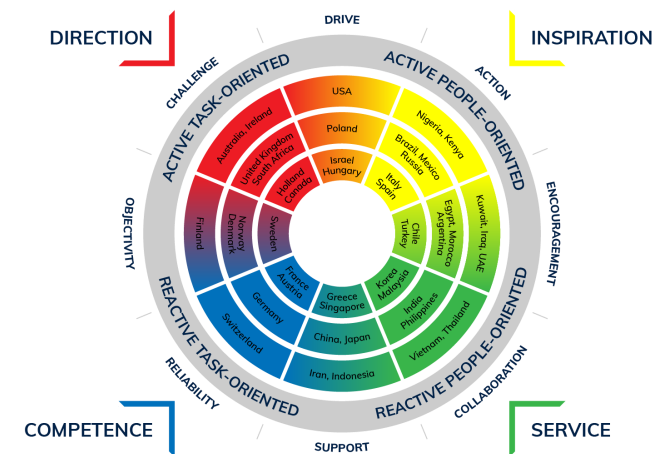 DRIVE
DIRECTION
INSPIRATION
CHALLENGE
ACTION
ACTIVE TASK-ORIENTED
ACTIVE PEOPLE-ORIENTED
USA
Australia, Ireland
Nigeria, Kenya
Poland
United Kingdom
South Africa
Brazil, Mexico
Russia
Israel
Hungary
Holland
Canada
Italy
Spain
OBJECTIVITY
ENCOURAGEMENT
Finland
Norway
Denmark
Sweden
Chile
Turkey
Egypt, Morocco
Argentina
Kuwait, Iraq, UAE
France
Austria
Korea
Malaysia
Greece
Singapore
Germany
India
Philippines
China, Japan
Switzerland
Vietnam, Thailand
Iran, Indonesia
REACTIVE TASK-ORIENTED
REACTIVE PEOPLE-ORIENTED
RELIABILITY
COLLABORATION
COMPETENCE
SERVICE
SUPPORT